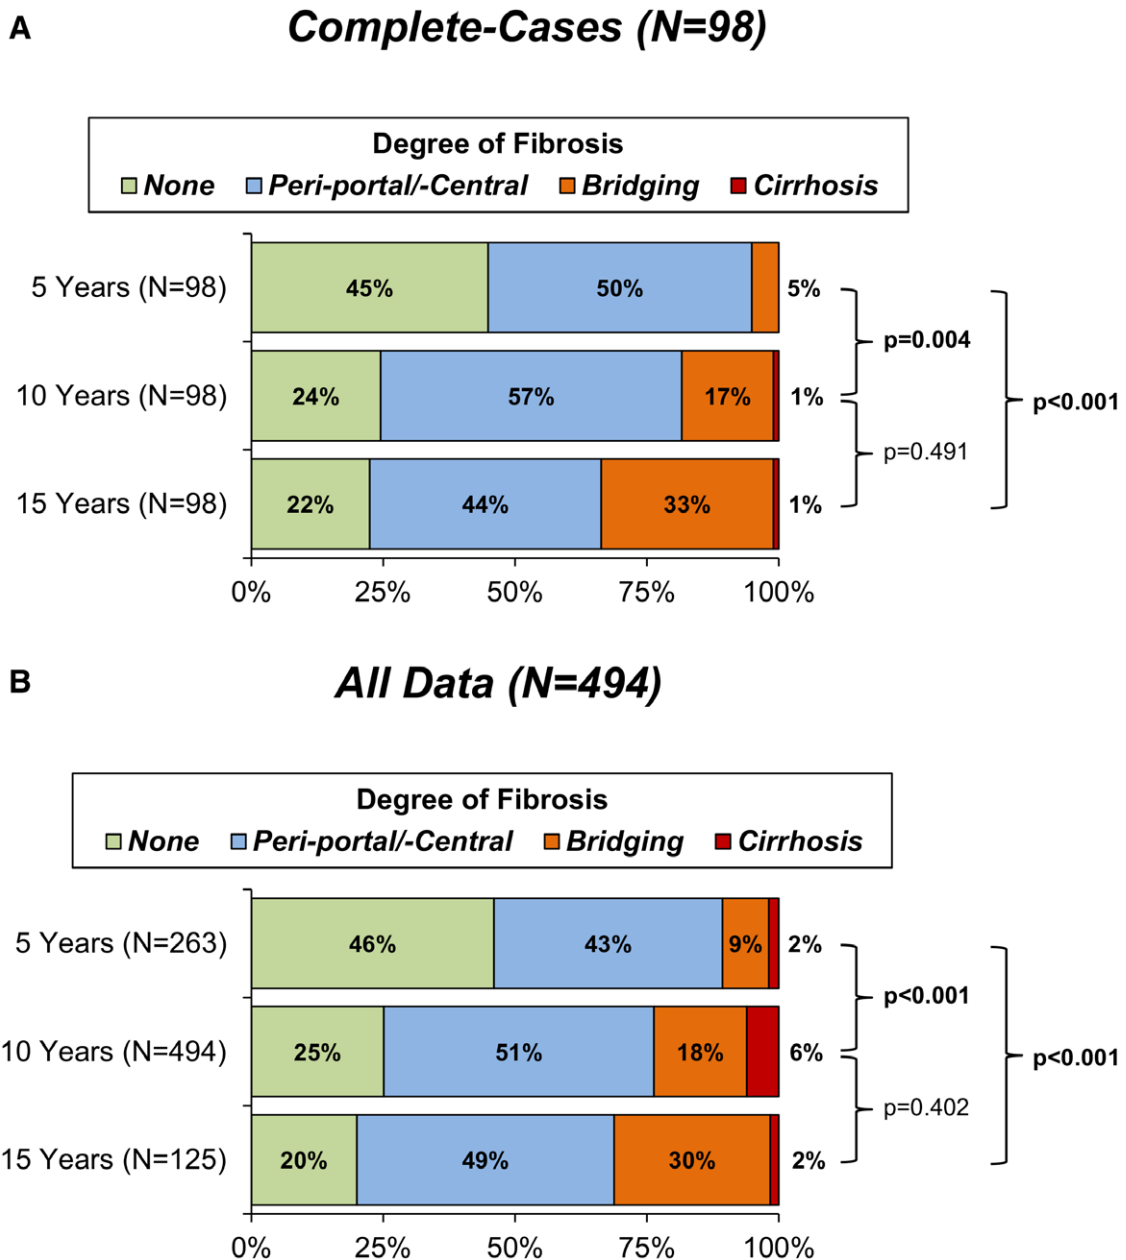 A
Complete-Cases (N=98)
Degree of Fibrosis
None Peri-portal/-Central Bridging Cirrhosis
5 Years (N=98) 45% 50% 5%
p=0.004
10 Years (N=98) 24% 57% 17% 1%
p<0.001
p=0.491
15 Years (N=98) 22% 44% 33% 1%
0% 25% 50% 75% 100%
B
All Data (N=494)
Degree of Fibrosis
None Peri-portal/-Central Bridging Cirrhosis
5 Years (N=263) 46% 43% 9% 2%
p<0.001
10 Years (N=494) 25% 51% 18% 6%
p<0.001
p=0.402
15 Years (N=125) 20% 49% 30% 2%
0% 25% 50% 75% 100%